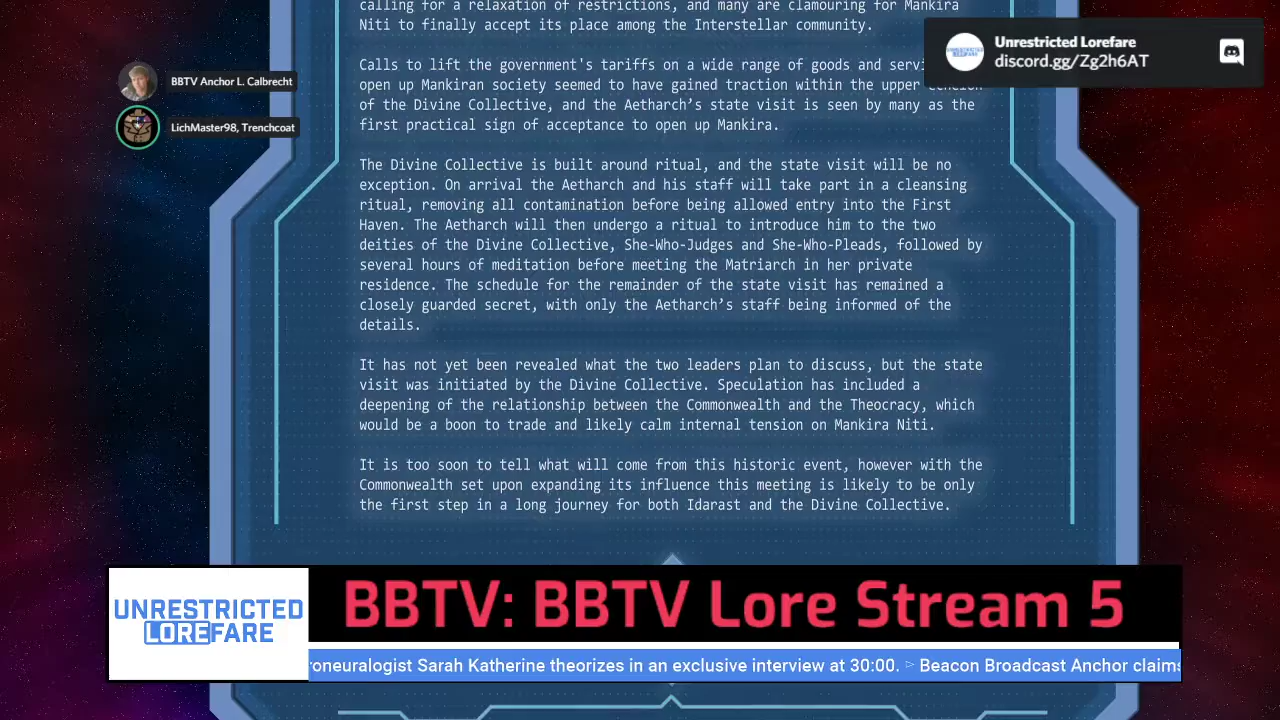 calling for a relaxation of restrictions, and many are clamouring for Mankira
Niti to finally accept its place among the Interstellar community.
Unrestricted Lorefare
discord.gg/Zg2h6AT
BBTV Anchor L. Calbrecht
LichMaster98, Trenchcoat
Calls to lift the government's tariffs on a wide range of goods and
open up Mankiran society seemed to have gained traction within the upper
of the Divine Collective, and the Aetharch's state visit is seen by many as the
first practical sign of acceptance to open up Mankira.
The Divine Collective is built around ritual, and the state visit will be no
exception. On arrival the Aetharch and his staff will take part in a cleansing
ritual, removing all contamination before being allowed entry into the First
Haven. The Aetharch will then undergo a ritual to introduce him to the two
deities of the Divine Collective, She-Who-Judges and She-Who-Pleads, followed by
several hours of meditation before meeting the Matriarch in her private
residence. The schedule for the remainder of the state visit has remained a
closely guarded secret, with only the Aetharch's staff being informed of the
details.
It has not yet been revealed what the two leaders plan to discuss, but the state
visit was initiated by the Divine Collective. Speculation has included a
deepening of the relationship between the Commonwealth and the Theocracy, which
would be a boon to trade and likely calm internal tension on Mankira Niti.
It is too soon to tell what will come from this historic event, however with the
Commonwealth set upon expanding its influence this meeting is likely to be only
the first step in a long journey for both Idarast and the Divine Collective.
UNRESTRICTED
LOREFARE
BBTV: BBTV Lore Stream 5
roneuralogist Sarah Katherine theorizes in an exclusive interview at 30:00. ▻ Beacon Broadcast Anchor claims